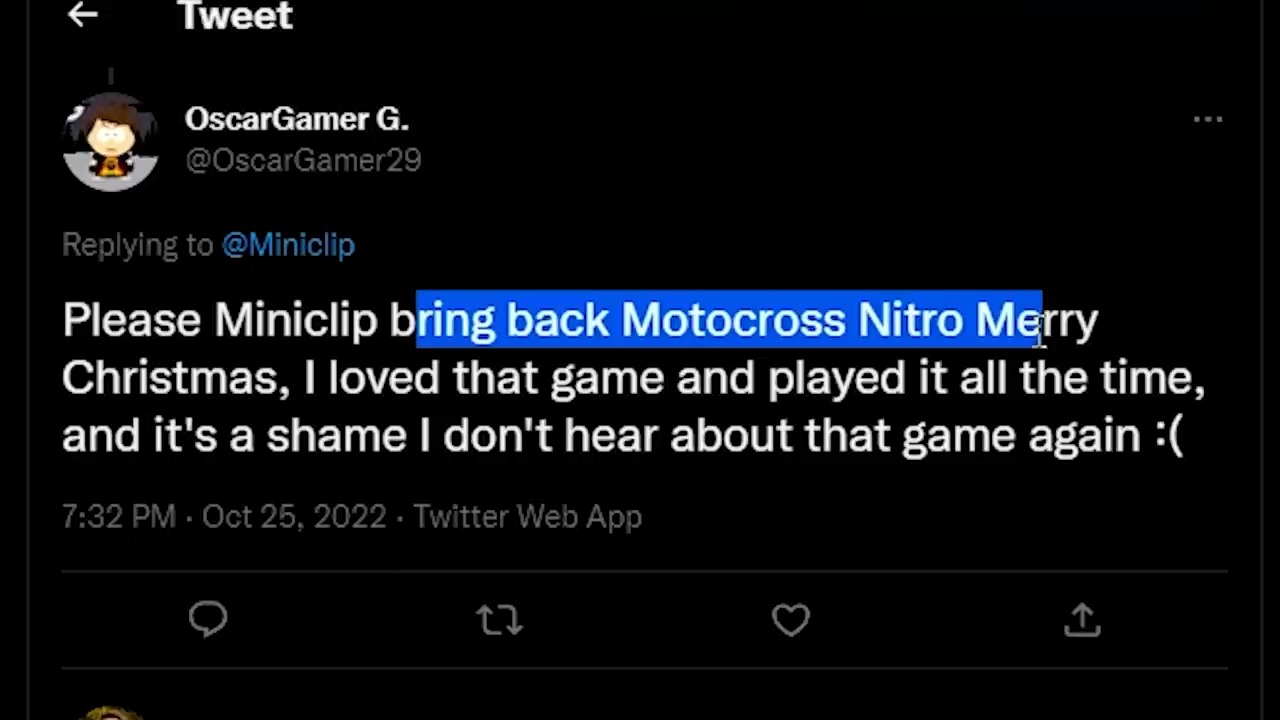 Tweet
OscarGamer G.
@OscarGamer29
Replying to @Miniclip
Please Miniclip bring back Motocross Nitro Merry
Christmas, I loved that game and played it all the time,
and it's a shame I don't hear about that game again :(
7:32 PM · Oct 25, 2022 · Twitter Web App